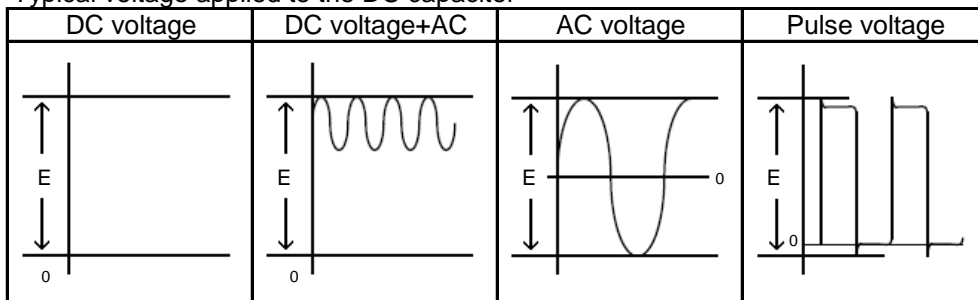 Typical voltage applied to the DC capacitor
DC voltage DC voltage+AC AC voltage Pulse voltage
E E E 0 E
0
0 0